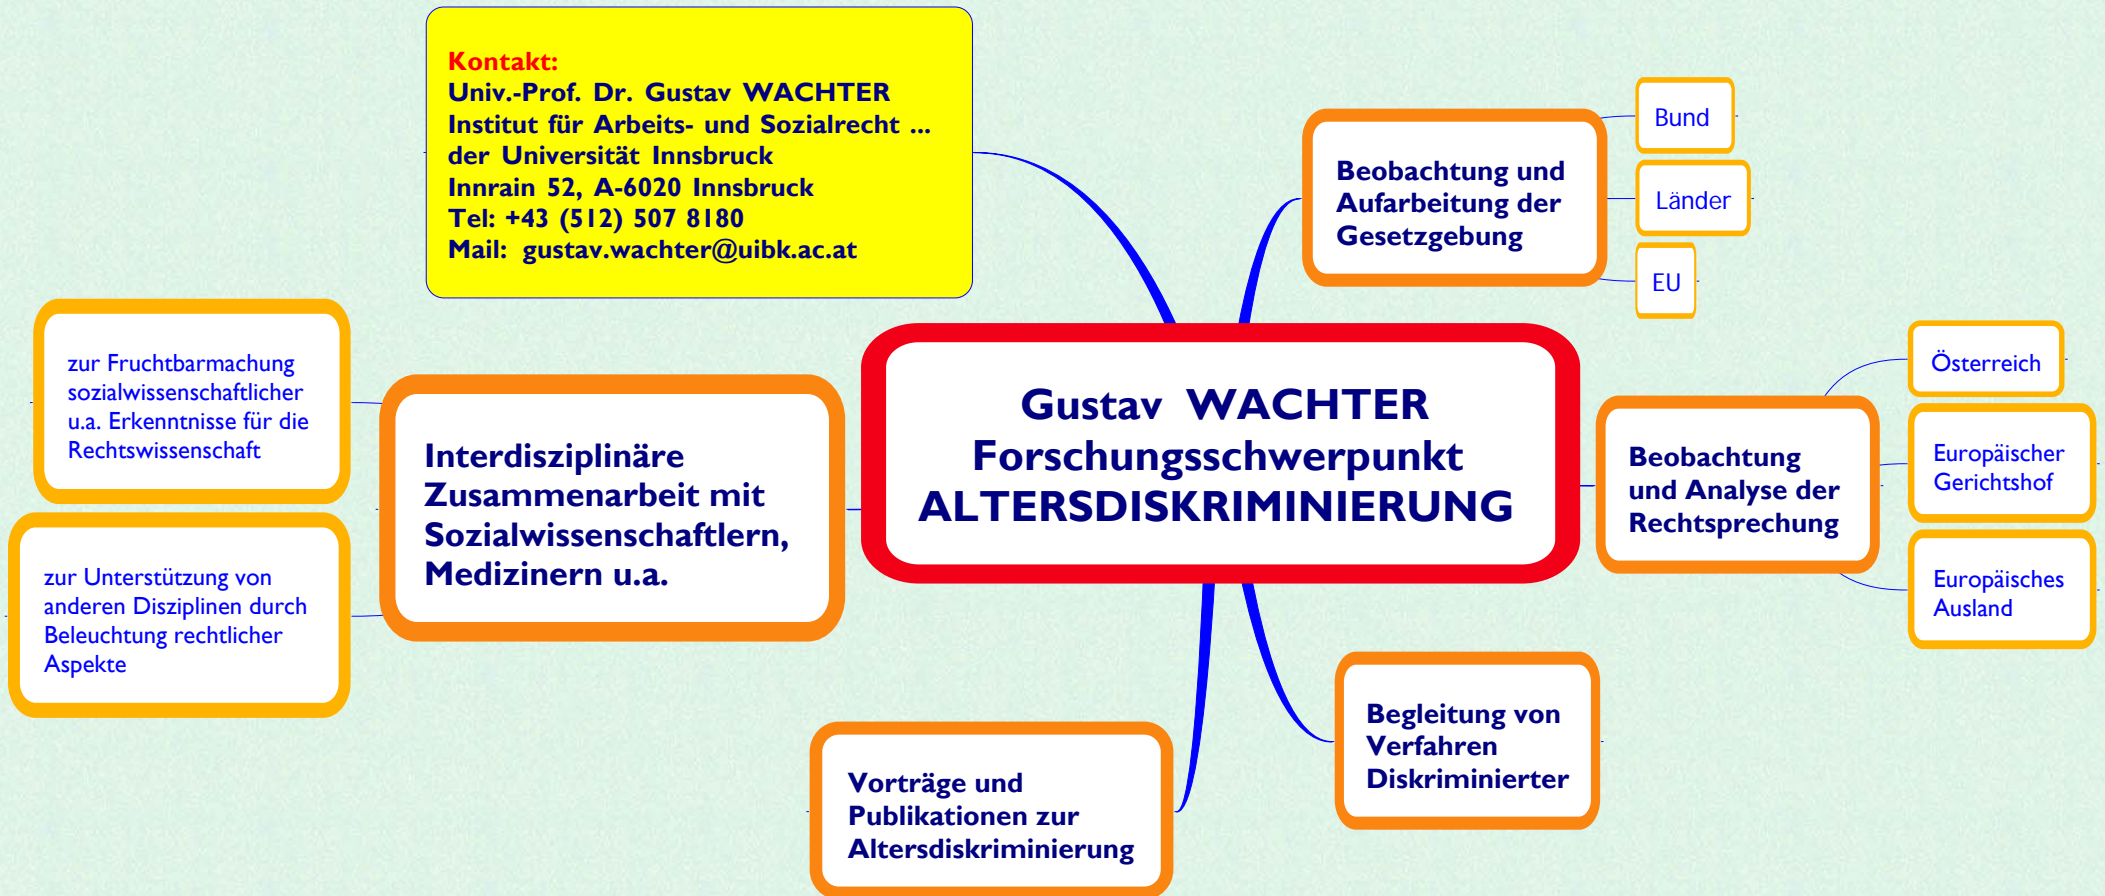 Kontakt:
Univ.-Prof. Dr. Gustav WACHTER
Institut für Arbeits- und Sozialrecht ...
der Universität Innsbruck
Innrain 52, A-6020 Innsbruck
Tel: +43 (512) 507 8180
Mail: gustav.wachter@uibk.ac.at
Gustav WACHTER
Forschungsschwerpunkt
ALTERSDISKRIMINIERUNG
Beobachtung und
Aufarbeitung der
Gesetzgebung
Bund
Länder
EU
Beobachtung
und Analyse der
Rechtsprechung
Österreich
Europäischer
Gerichtshof
Europäisches
Ausland
Begleitung von
Verfahren
Diskriminierter
Vorträge und
Publikationen zur
Altersdiskriminierung
Interdisziplinäre
Zusammenarbeit mit
Sozialwissenschaftlern,
Medizinern u.a.
zur Fruchtbarmachung
sozialwissenschaftlicher
u.a. Erkenntnisse für die
Rechtswissenschaft
zur Unterstützung von
anderen Disziplinen durch
Beleuchtung rechtlicher
Aspekte